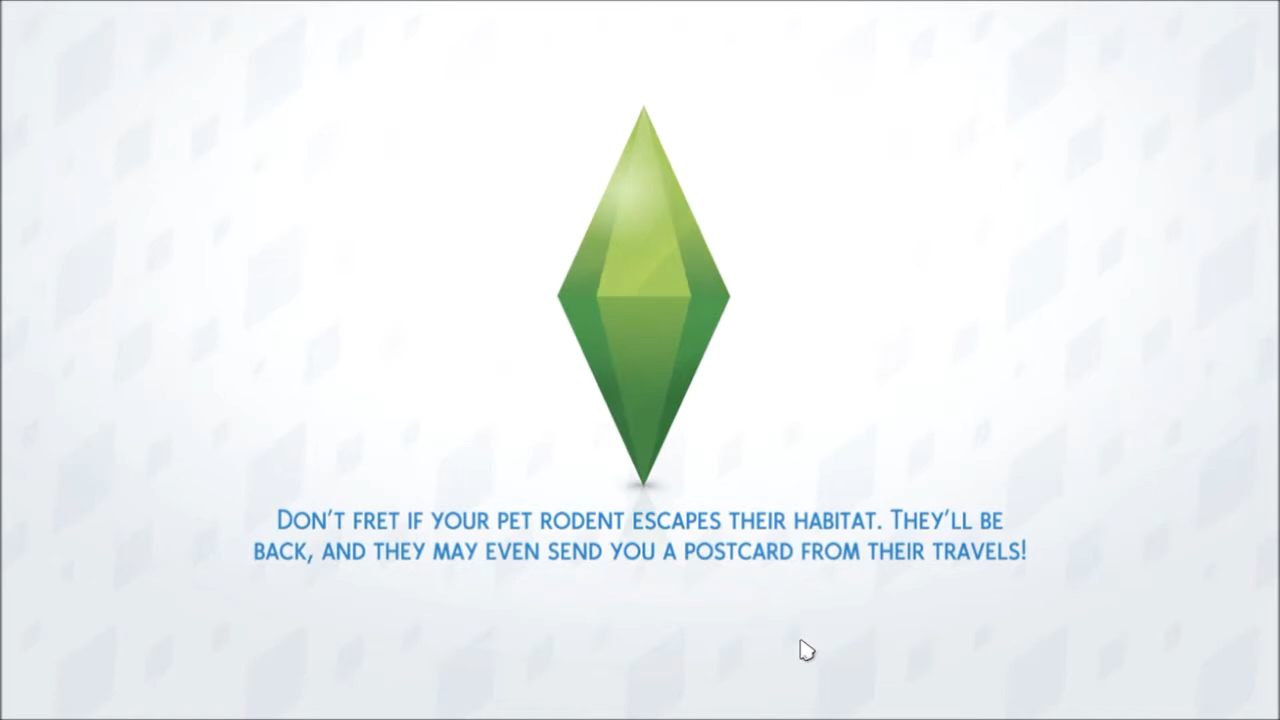 Don't fret if your pet rodent escapes their habitat. They'll be
back, and they may even send you a postcard from their travels!